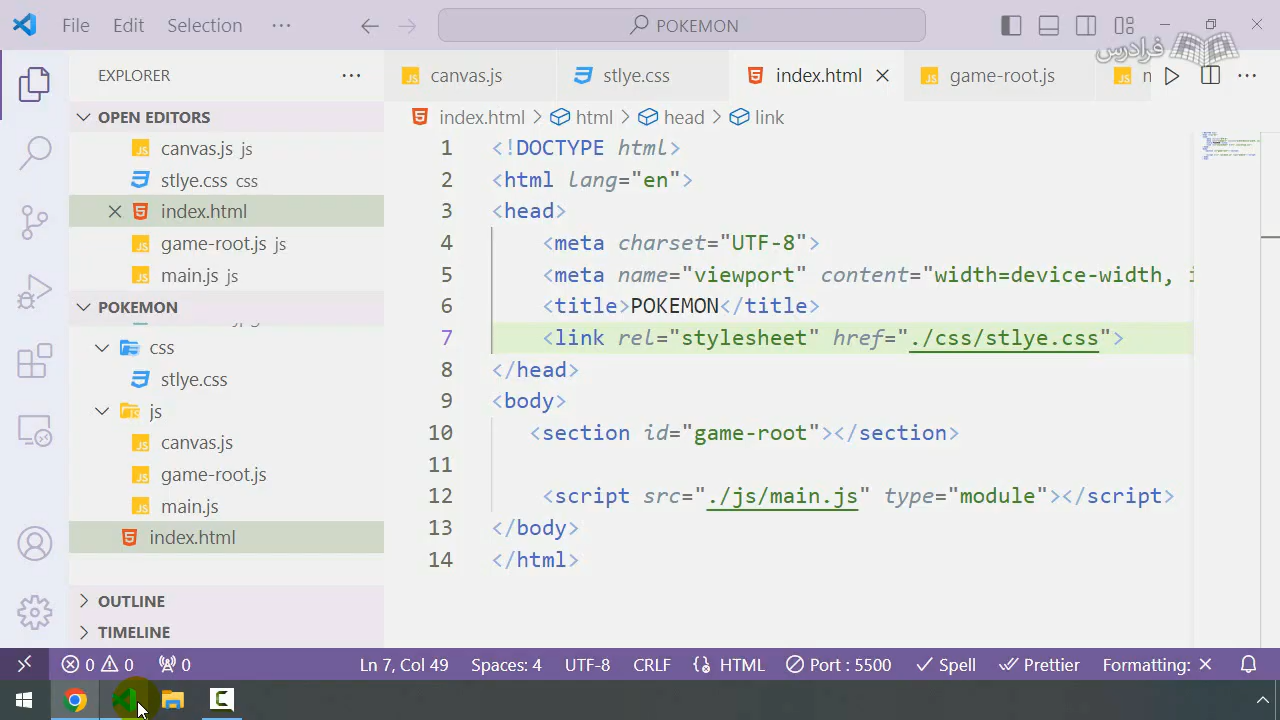 File Edit Selection ··· POKEMON
فرادرس
EXPLORER
OPEN EDITORS
canvas.js js
stlye.css css
index.html
game-root.js js
main.js js
POKEMON
css
stlye.css
js
canvas.js
game-root.js
main.js
index.html
OUTLINE
TIMELINE
canvas.js stlye.css index.html game-root.js
index.html > html > head > link
1 <!DOCTYPE html>
2 <html lang="en">
3 <head>
4 <meta charset="UTF-8">
5 <meta name="viewport" content="width=device-width, i
6 <title>POKEMON</title>
7 <link rel="stylesheet" href="./css/stlye.css">
8 </head>
9 <body>
10 <section id="game-root"></section>
11
12 <script src="./js/main.js" type="module"></script>
13 </body>
14 </html>
0 0 0 Ln 7, Col 49 Spaces: 4 UTF-8 CRLF HTML Port : 5500 Spell Prettier Formatting: